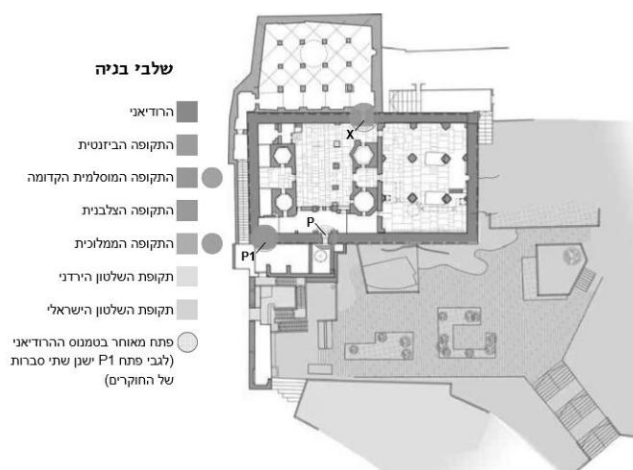 שלבי בניה
הרודיאני
התקופה הביזנטית
התקופה המוסלמית הקדומה
התקופה הצלבנית
התקופה הממלוכית
תקופת השלטון הירדני
תקופת השלטון הישראלי
פתח מאוחר בטמנוס ההרודיאני
(לגבי פתח P1 ישנן שתי סברות
של החוקרים)
X
P
P1